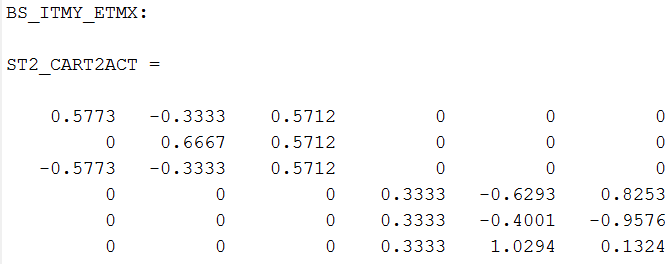 BS_ITMY_ETMX:
ST2_CART2ACT =
0.5773 -0.3333 0.5712 0 0 0
0 0.6667 0.5712 0 0 0
-0.5773 -0.3333 0.5712 0 0 0
0 0 0 0.3333 -0.6293 0.8253
0 0 0 0.3333 -0.4001 -0.9576
0 0 0 0.3333 1.0294 0.1324